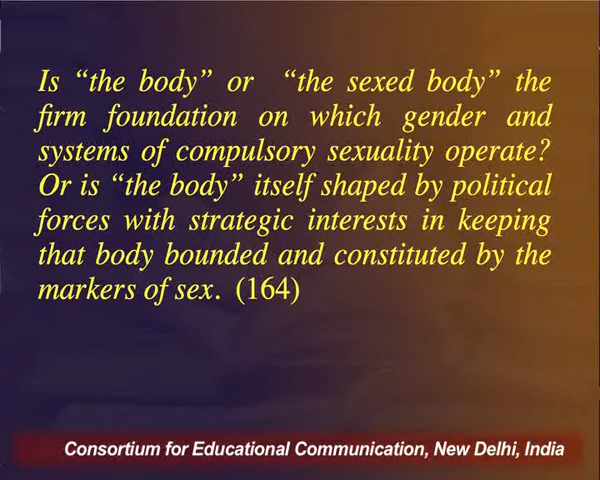 Is “the body” or “the sexed body” the
firm foundation on which gender and
systems of compulsory sexuality operate?
Or is “the body” itself shaped by political
forces with strategic interests in keeping
that body bounded and constituted by the
markers of sex. (164)
Consortium for Educational Communication, New Delhi, India